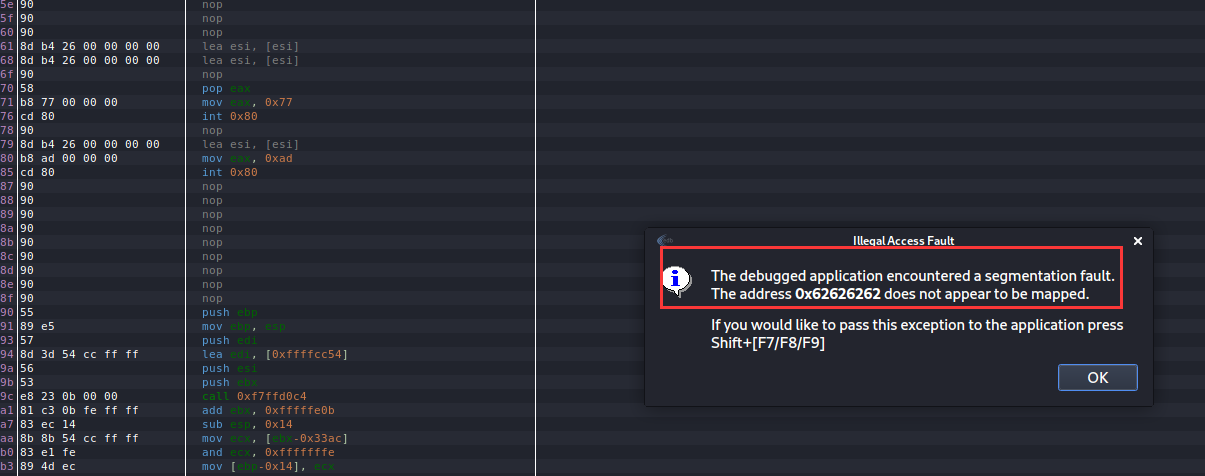 5e 90 nop
5f 90 nop
60 90 nop
61 8d b4 26 00 00 00 00 lea esi, [esi]
68 8d b4 26 00 00 00 00 lea esi, [esi]
6f 90 nop
70 58 pop eax
71 b8 77 00 00 00 mov eax, 0x77
76 cd 80 int 0x80
78 90 nop
79 8d b4 26 00 00 00 00 lea esi, [esi]
80 b8 ad 00 00 00 mov eax, 0xad
85 cd 80 int 0x80
87 90 nop
88 90 nop
89 90 nop
8a 90 nop
8b 90 nop
8c 90 nop
8d 90 nop
8e 90 nop
8f 90 nop
90 55 push ebp
91 89 e5 mov ebp, esp
93 57 push edi
94 8d 3d 54 cc ff ff lea edi, [0xffffcc54]
9a 56 push esi
9b 53 push ebx
9c e8 23 0b 00 00 call 0xf7ffd0c4
a1 81 c3 0b fe ff ff add ebx, 0xfffffe0b
a7 83 ec 14 sub esp, 0x14
aa 8b 8b 54 cc ff ff mov ecx, [ebx-0x33ac]
b0 83 e1 fe and ecx, 0xfffffffe
b3 89 4d ec mov [ebp-0x14], ecx
Illegal Access Fault
The debugged application encountered a segmentation fault.
The address 0x62626262 does not appear to be mapped.
If you would like to pass this exception to the application press
Shift+[F7/F8/F9]
OK